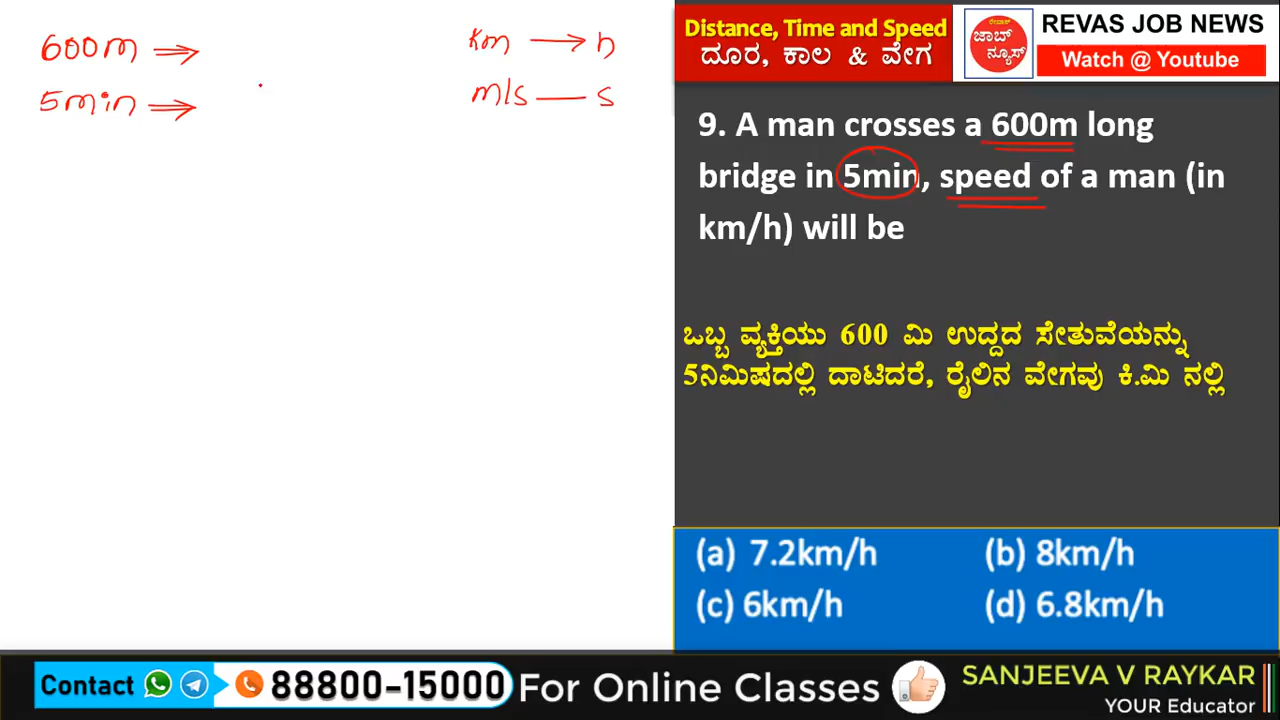 600m ⇒
5min ⇒
km → h
m/s — s
Distance, Time and Speed
ದೂರ, ಕಾಲ & ವೇಗ
ರೇವಾಸ್
ಜಾಬ್
ನ್ಯೂಸ್
REVAS JOB NEWS
Watch @ Youtube
9. A man crosses a 600m long
bridge in 5min, speed of a man (in
km/h) will be
ಒಬ್ಬ ವ್ಯಕ್ತಿಯು 600 ಮಿ ಉದ್ದದ ಸೇತುವೆಯನ್ನು
5ನಿಮಿಷದಲ್ಲಿ ದಾಟಿದರೆ, ರೈಲಿನ ವೇಗವು ಕಿ.ಮಿ ನಲ್ಲಿ
(a) 7.2km/h (b) 8km/h
(c) 6km/h (d) 6.8km/h
Contact 88800-15000 For Online Classes
SANJEEVA V RAYKAR
YOUR Educator